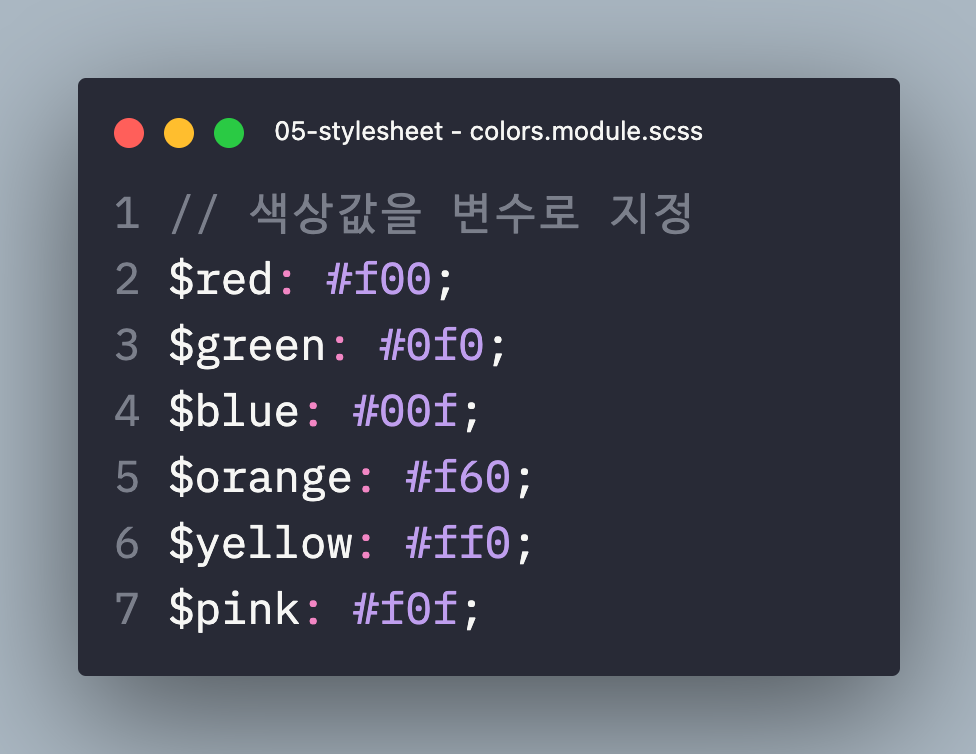 05-stylesheet - colors.module.scss
1 // 색상값을 변수로 지정
2 $red: #f00;
3 $green: #0f0;
4 $blue: #00f;
5 $orange: #f60;
6 $yellow: #ff0;
7 $pink: #f0f;